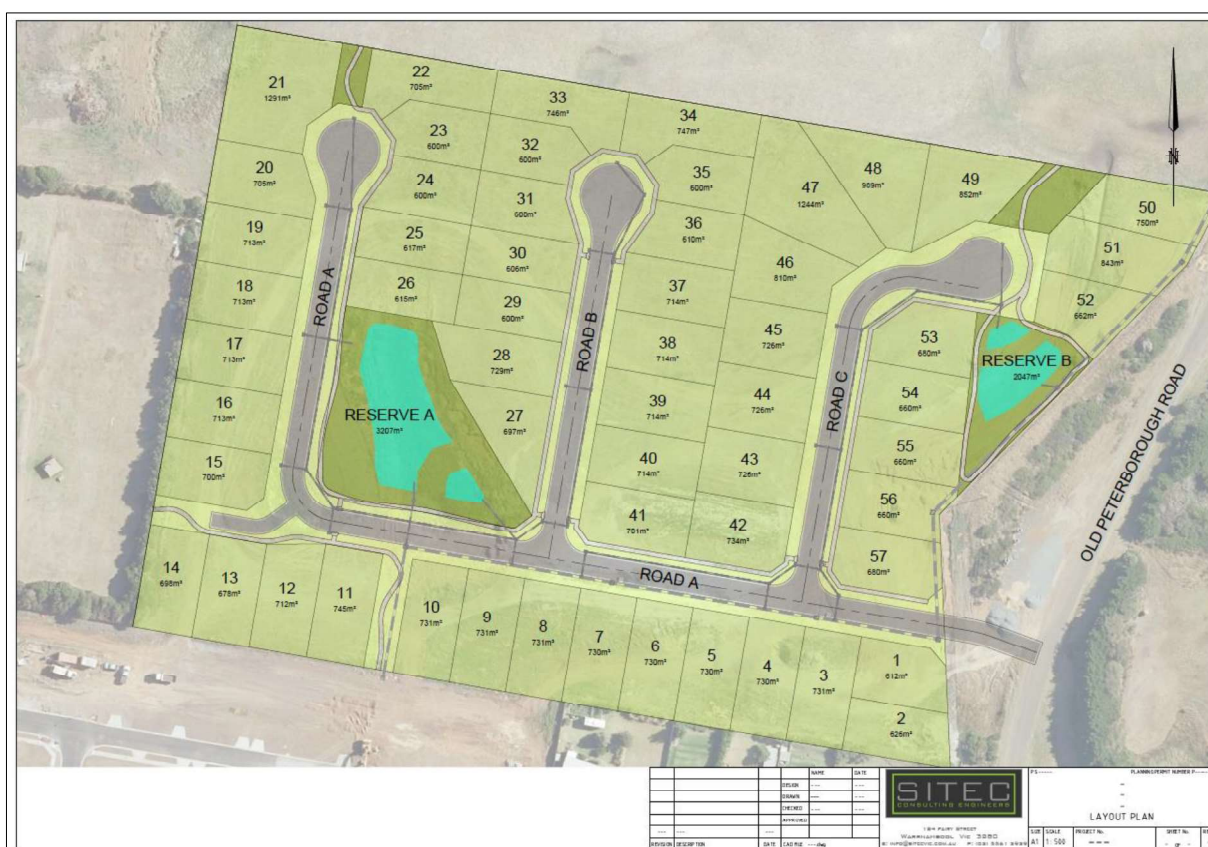 21
1291m²
22
705m²
33
746m²
34
747m²
23
600m²
32
600m²
20
705m²
24
600m²
31
600m²
35
600m²
47
1244m²
48
909m²
49
852m²
50
750m²
19
713m²
25
617m²
30
606m²
36
610m²
46
810m²
51
843m²
18
713m²
26
615m²
29
600m²
37
714m²
52
662m²
17
713m²
28
729m²
38
714m²
45
726m²
53
680m²
16
713m²
27
697m²
39
714m²
44
726m²
54
660m²
15
700m²
40
714m²
43
726m²
55
660m²
41
701m²
42
734m²
56
660m²
57
680m²
ROAD A
ROAD B
ROAD C
RESERVE A
3207m²
RESERVE B
2047m²
OLD PETERBOROUGH ROAD
ROAD A
N
14
698m²
13
678m²
12
712m²
11
745m²
10
731m²
9
731m²
8
731m²
7
730m²
6
730m²
5
730m²
4
730m²
3
731m²
1
612m²
2
626m²
NAME DATE
DESIGN
DRAWN
CHECKED
APPROVED
REVISION DESCRIPTION DATE CAD FILE ---.dwg
SITEC
CONSULTING ENGINEERS
WARRNAMBOOL VIC 3280
LAYOUT PLAN
SIZE SCALE PROJECT No. SHEET No.
A1 1:500 --- - OF -